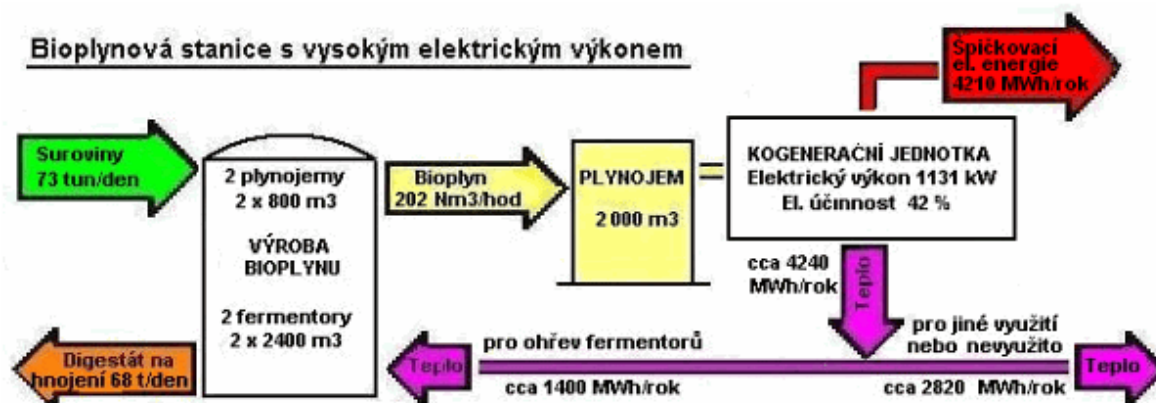 Bioplynová stanice s vysokým elektrickým výkonem
Špičkovací
el. energie
4210 MWh/rok
Suroviny
73 tun/den
2 plynojemy
2 x 800 m3
VÝROBA
BIOPLYNU
2 fermentory
2 x 2400 m3
Bioplyn
202 Nm3/hod
PLYNOJEM
2 000 m3
KOGENERAČNÍ JEDNOTKA
Elektrický výkon 1131 kW
El. účinnost 42 %
cca 4240
MWh/rok
Teplo
Digestát na
hnojení 68 t/den
Teplo
pro ohřev fermentorů
cca 1400 MWh/rok
pro jiné využití
nebo nevyužito
cca 2820 MWh/rok
Teplo